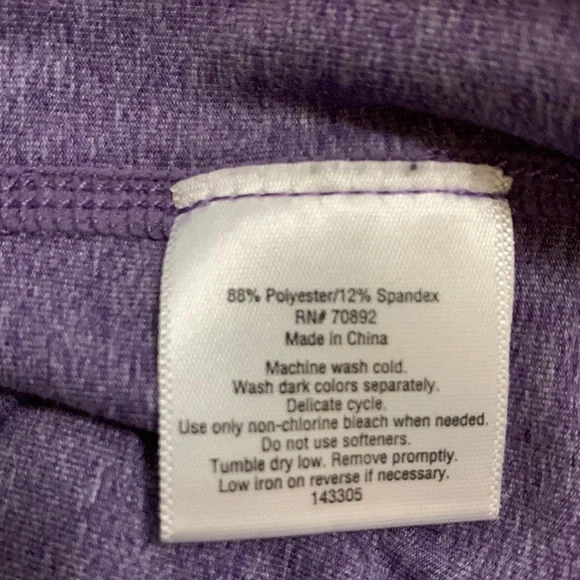 88% Polyester/12% Spandex
RN# 70892
Made in China
Machine wash cold.
Wash dark colors separately.
Delicate cycle.
Use only non-chlorine bleach when needed.
Do not use softeners.
Tumble dry low. Remove promptly.
Low iron on reverse if necessary.
143305